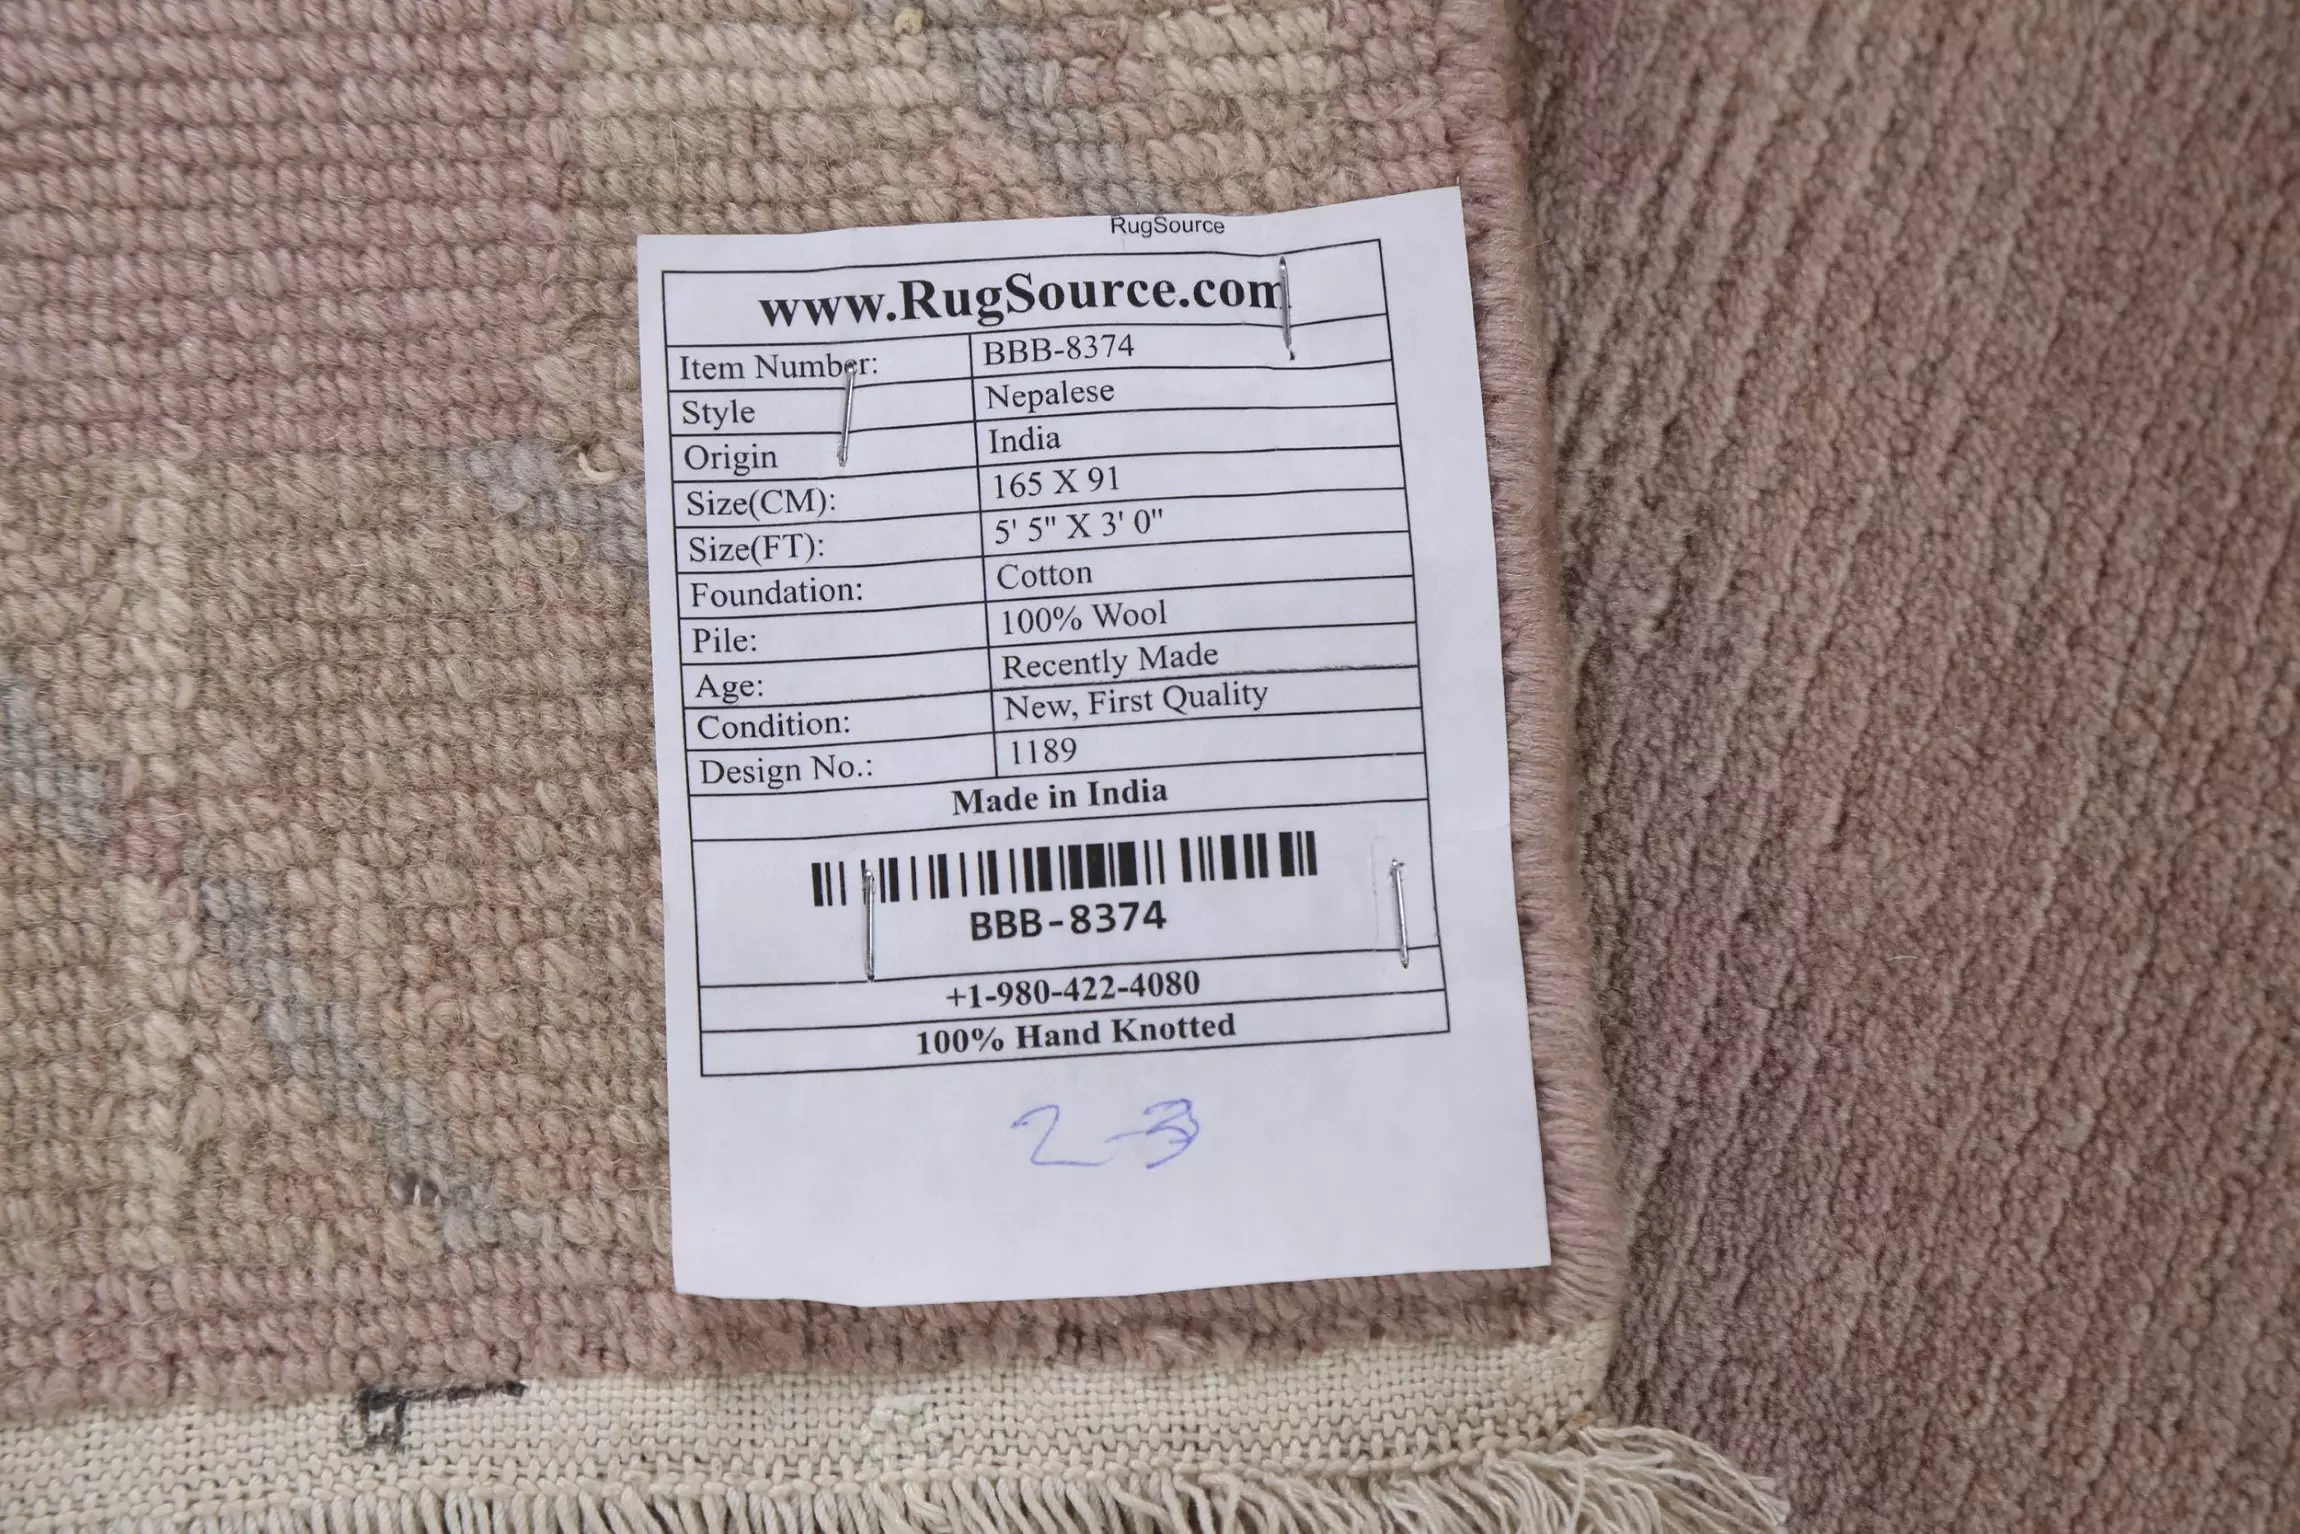 RugSource
www.RugSource.com
Item Number: BBB-8374
Style Nepalese
Origin India
Size(CM): 165 X 91
Size(FT): 5' 5" X 3' 0"
Foundation: Cotton
Pile: 100% Wool
Age: Recently Made
Condition: New, First Quality
Design No.: 1189
Made in India
BBB-8374
+1-980-422-4080
100% Hand Knotted
2-3